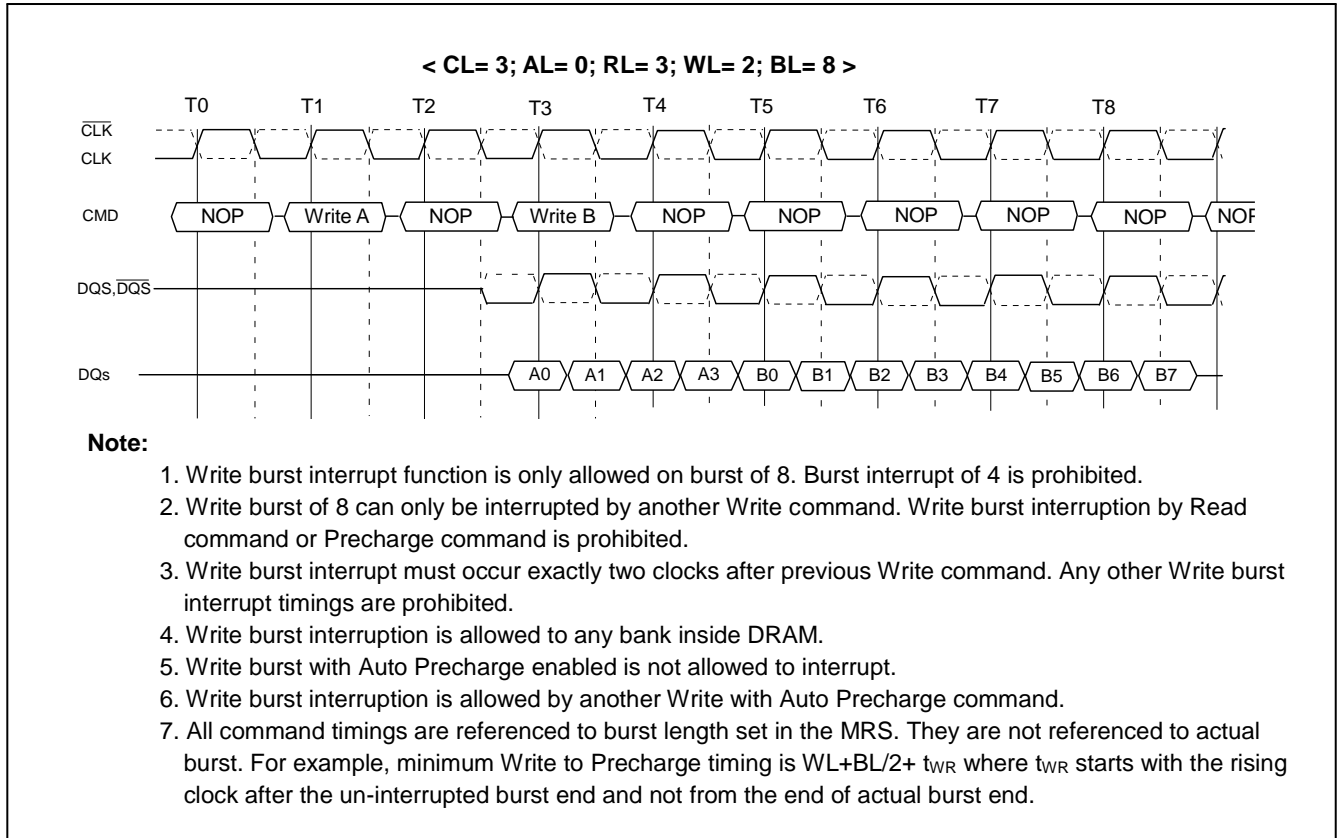 < CL= 3; AL= 0; RL= 3; WL= 2; BL= 8 >
T0 T1 T2 T3 T4 T5 T6 T7 T8
CLK
CLK
CMD NOP Write A NOP Write B NOP NOP NOP NOP NOP NOP
DQS,DQS
DQs A0 A1 A2 A3 B0 B1 B2 B3 B4 B5 B6 B7
Note:
1. Write burst interrupt function is only allowed on burst of 8. Burst interrupt of 4 is prohibited.
2. Write burst of 8 can only be interrupted by another Write command. Write burst interruption by Read
command or Precharge command is prohibited.
3. Write burst interrupt must occur exactly two clocks after previous Write command. Any other Write burst
interrupt timings are prohibited.
4. Write burst interruption is allowed to any bank inside DRAM.
5. Write burst with Auto Precharge enabled is not allowed to interrupt.
6. Write burst interruption is allowed by another Write with Auto Precharge command.
7. All command timings are referenced to burst length set in the MRS. They are not referenced to actual
burst. For example, minimum Write to Precharge timing is WL+BL/2+ tWR where tWR starts with the rising
clock after the un-interrupted burst end and not from the end of actual burst end.